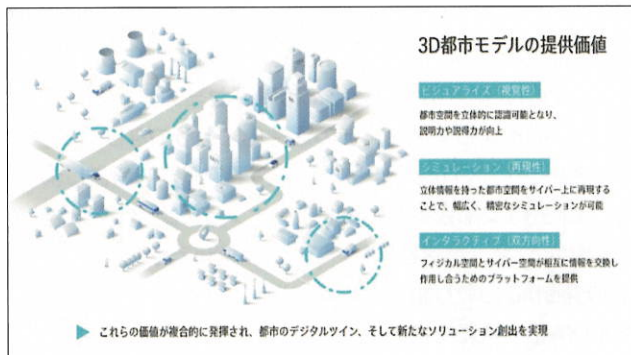 3D都市モデルの提供価値
ビジュアライズ（視覚性）
都市空間を立体的に認識可能となり、
説明力や説得力が向上
シミュレーション（再現性）
立体情報を持った都市空間をサイバー上に再現する
ことで、幅広く、精密なシミュレーションが可能
インタラクティブ（双方向性）
フィジカル空間とサイバー空間が相互に情報を交換し
作用し合うためのプラットフォームを提供
これらの価値が複合的に発揮され、都市のデジタルツイン、そして新たなソリューション創出を実現